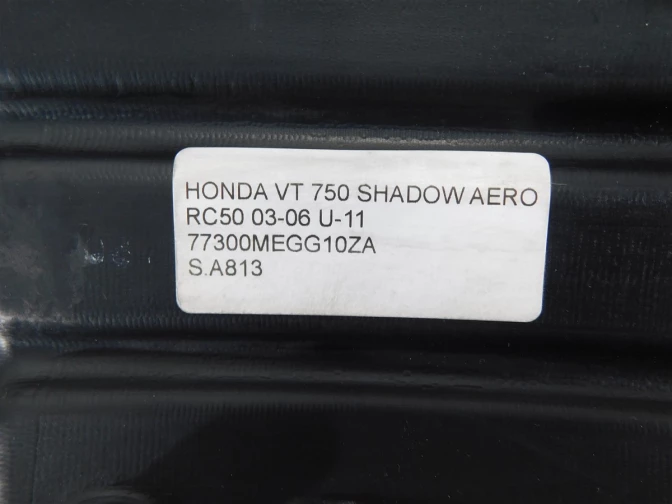 HONDA VT 750 SHADOW AERO
RC50 03-06 U-11
77300MEGG10ZA
S.A813